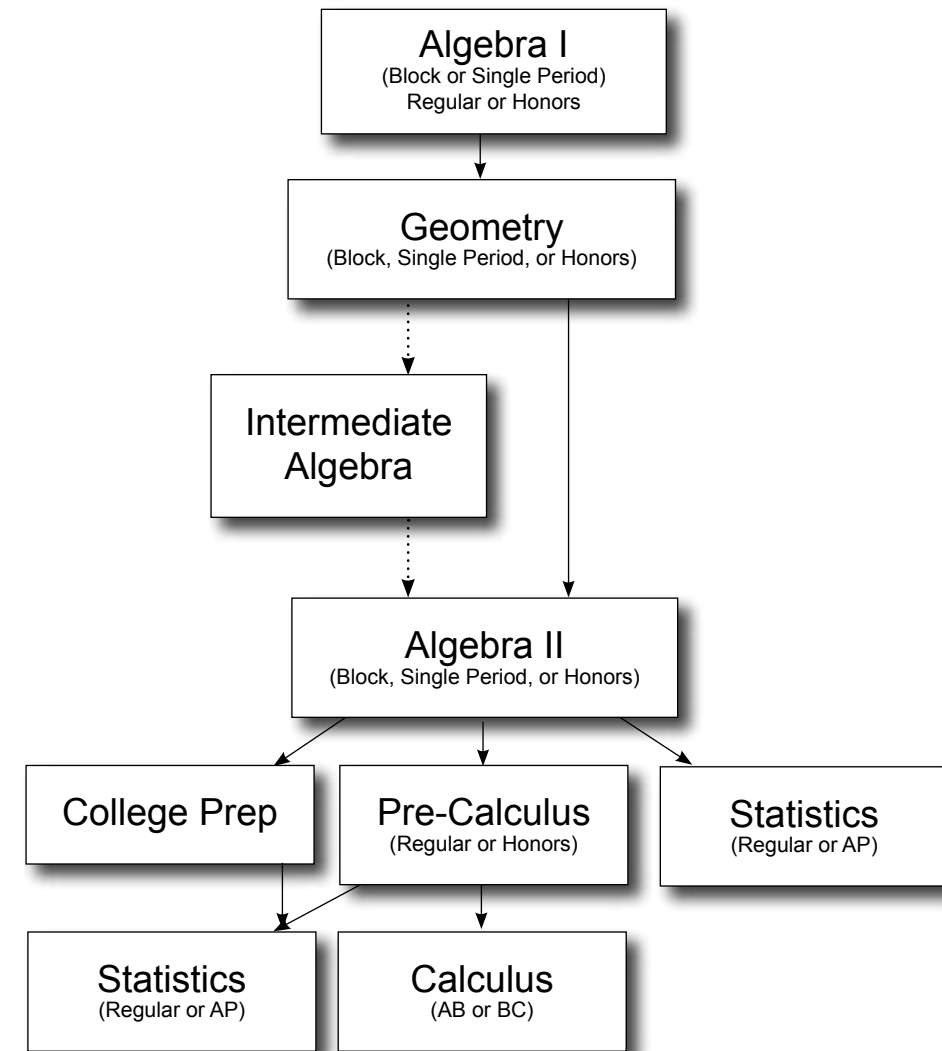 Algebra I
(Block or Single Period)
Regular or Honors
Geometry
(Block, Single Period, or Honors)
Intermediate
Algebra
Algebra II
(Block, Single Period, or Honors)
College Prep
Pre-Calculus
(Regular or Honors)
Statistics
(Regular or AP)
Statistics
(Regular or AP)
Calculus
(AB or BC)